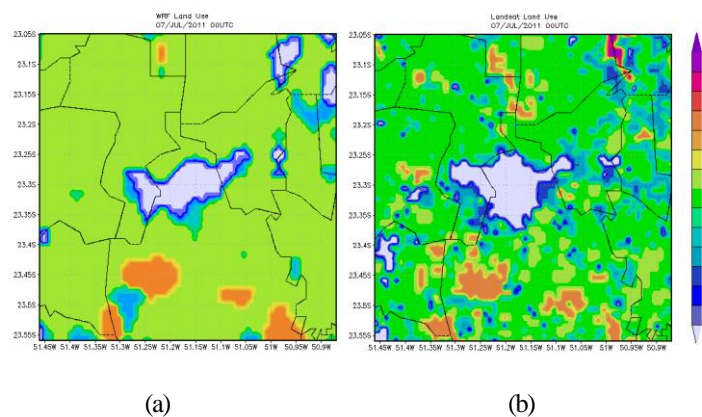 WRF Land Use
07/JUL/2011 00UTC
23.05S
23.1S
23.15S
23.2S
23.25S
23.3S
23.35S
23.4S
23.45S
23.5S
23.55S
51.45W 51.4W 51.35W 51.3W 51.25W 51.2W 51.15W 51.1W 51.05W 51W 50.95W 50.9W
Landsat Land Use
07/JUL/2011 00UTC
23.05S
23.1S
23.15S
23.2S
23.25S
23.3S
23.35S
23.4S
23.45S
23.5S
23.55S
51.45W 51.4W 51.35W 51.3W 51.25W 51.2W 51.15W 51.1W 51.05W 51W 50.95W 50.9W
(a) (b)